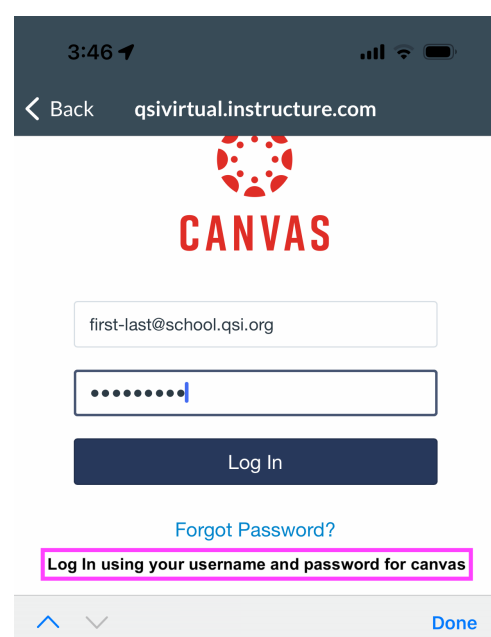 3:46
Back qsivirtual.instructure.com
CANVAS
first-last@school.qsi.org
•••••••••
Log In
Forgot Password?
Log In using your username and password for canvas
Done